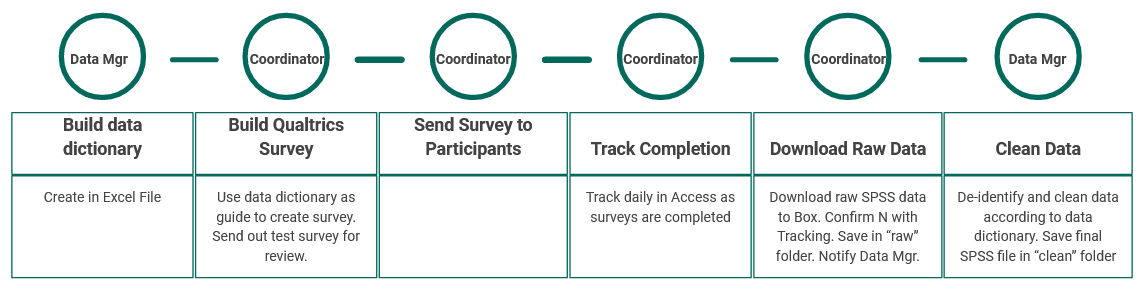 Data Mgr
Coordinator
Coordinator
Coordinator
Coordinator
Data Mgr
Build data
dictionary
Build Qualtrics
Survey
Send Survey to
Participants
Track Completion
Download Raw Data
Clean Data
Create in Excel File
Use data dictionary as
guide to create survey.
Send out test survey for
review.
Track daily in Access as
surveys are completed
Download raw SPSS data
to Box. Confirm N with
Tracking. Save in “raw”
folder. Notify Data Mgr.
De-identify and clean data
according to data
dictionary. Save final
SPSS file in “clean” folder